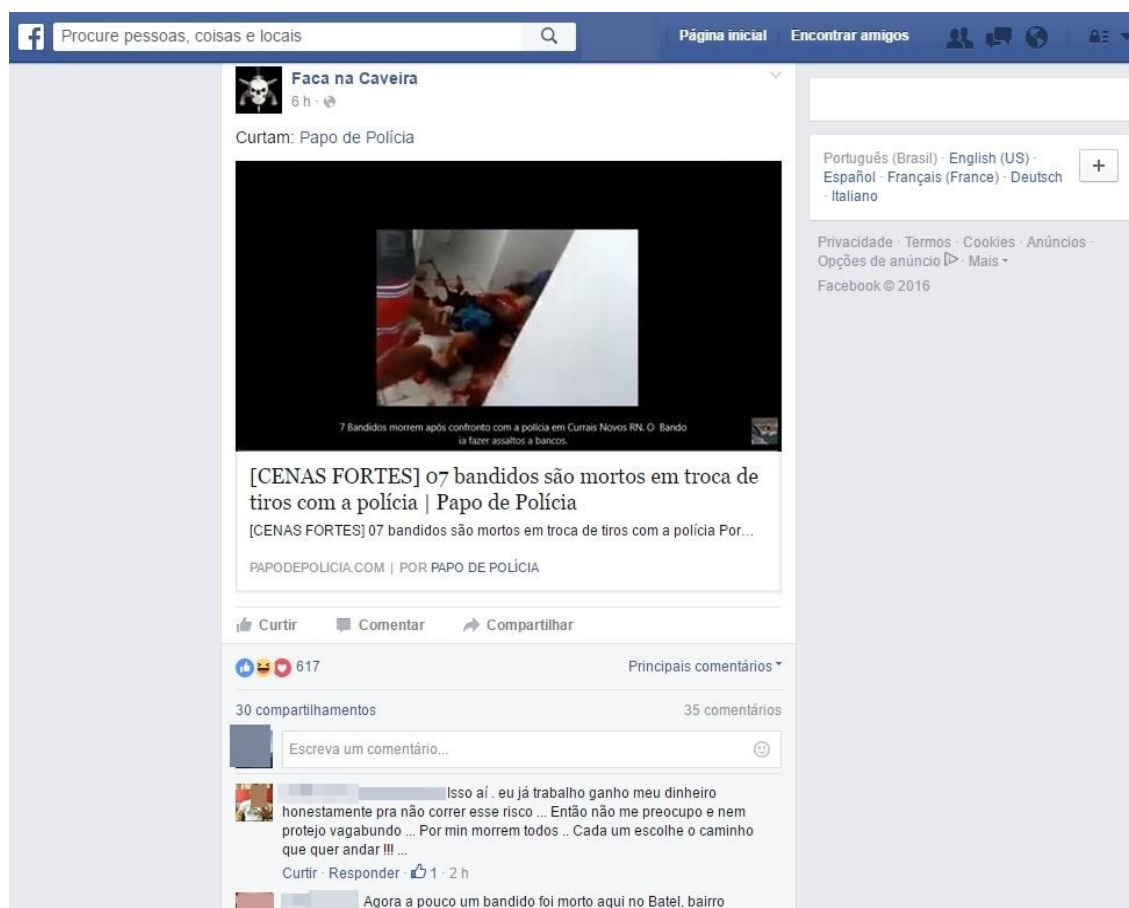 f
Procure pessoas, coisas e locais
Página inicial
Encontrar amigos
Faca na Caveira
6 h ·
Curtam: Papo de Polícia
7 Bandidos morrem após confronto com a polícia em Currais Novos RN. O Bando
ia fazer assaltos a bancos.
[CENAS FORTES] 07 bandidos são mortos em troca de
tiros com a polícia | Papo de Polícia
[CENAS FORTES] 07 bandidos são mortos em troca de tiros com a polícia Por...
PAPODEPOLICIA.COM | POR PAPO DE POLÍCIA
Curtir
Comentar
Compartilhar
617
Principais comentários
30 compartilhamentos
35 comentários
Escreva um comentário...
Isso aí . eu já trabalho ganho meu dinheiro
honestamente pra não correr esse risco ... Então não me preocupo e nem
protejo vagabundo ... Por min morrem todos .. Cada um escolhe o caminho
que quer andar !!! ...
Curtir · Responder · 1 · 2 h
Agora a pouco um bandido foi morto aqui no Batel, bairro
Português (Brasil) · English (US) ·
Español · Français (France) · Deutsch
· Italiano
+
Privacidade · Termos · Cookies · Anúncios ·
Opções de anúncio · Mais
Facebook © 2016